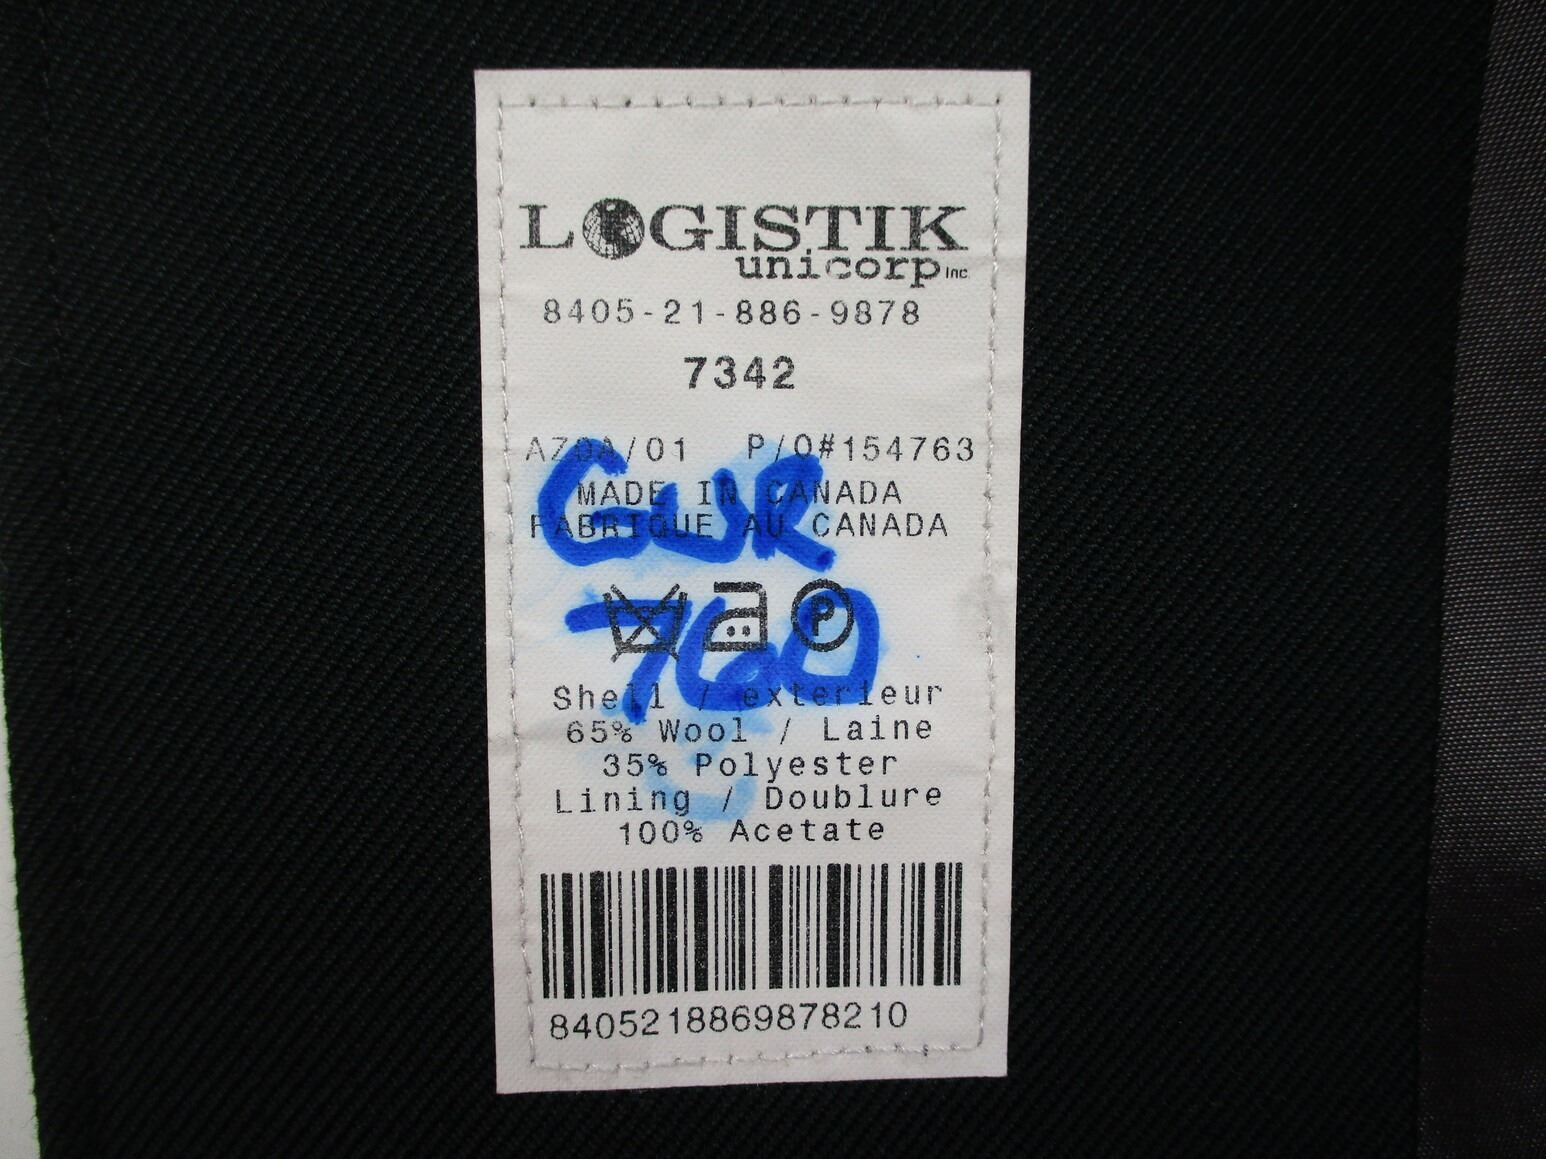 LOGISTIK
unicorp inc.
8405-21-886-9878
7342
AZ0A/01 P/O#154763
MADE IN CANADA
FABRIQUE AU CANADA
GUR
760
P
Shell / exterieur
65% Wool / Laine
35% Polyester
Lining / Doublure
100% Acetate
8405218869878210